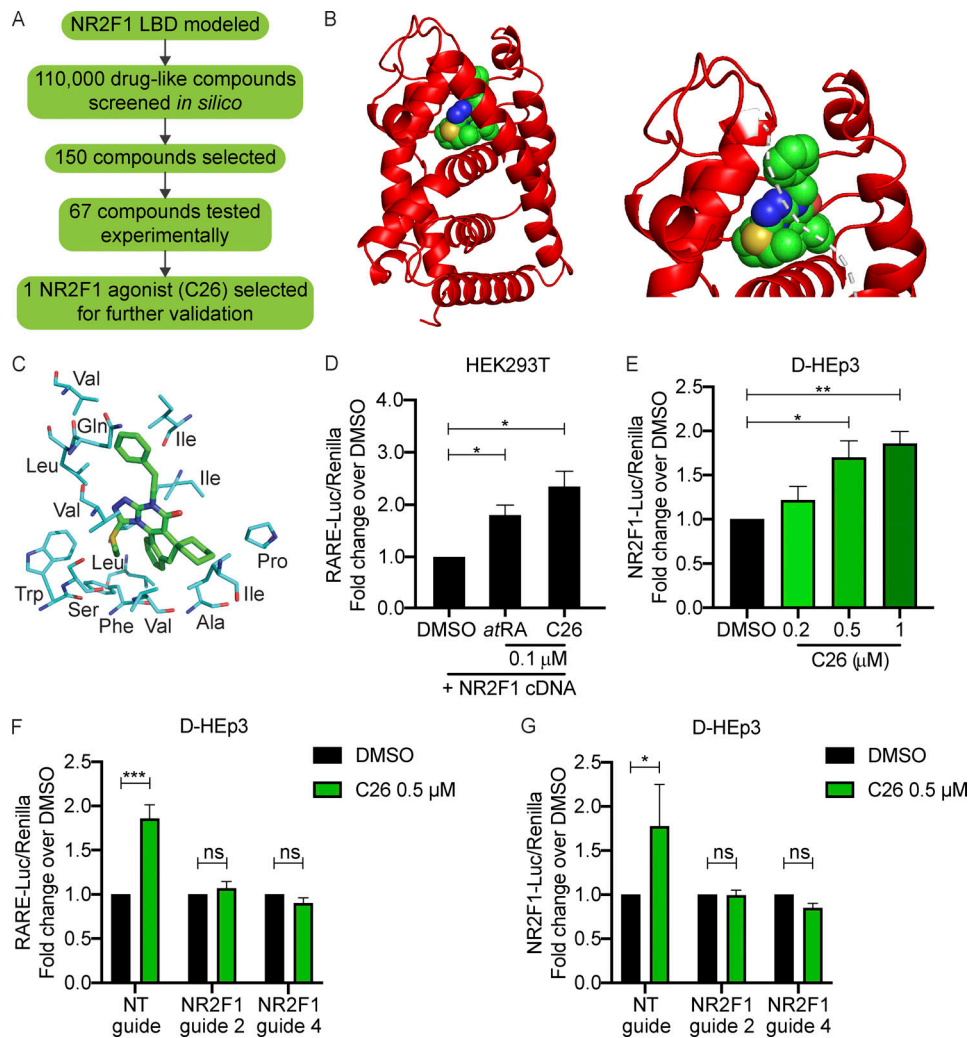 A
NR2F1 LBD modeled
110,000 drug-like compounds
screened in silico
150 compounds selected
67 compounds tested
experimentally
1 NR2F1 agonist (C26) selected
for further validation
B
C
Val
Gln
Ile
Leu
Ile
Val
Leu
Pro
Trp
Ser
Ile
Phe
Val
Ala
D
HEK293T
RARE-Luc/Renilla
Fold change over DMSO
4.0
3.0
2.0
1.0
0.0
*
*
DMSO
atRA
C26
0.1 µM
+ NR2F1 cDNA
E
D-HEp3
NR2F1-Luc/Renilla
Fold change over DMSO
2.5
2.0
1.5
1.0
0.5
0.0
**
*
DMSO
0.2
0.5
1
C26 (µM)
F
D-HEp3
RARE-Luc/Renilla
Fold change over DMSO
2.5
2.0
1.5
1.0
0.5
0.0
***
ns
ns
DMSO
C26 0.5 µM
NT
guide
NR2F1
guide 2
NR2F1
guide 4
G
D-HEp3
NR2F1-Luc/Renilla
Fold change over DMSO
2.5
2.0
1.5
1.0
0.5
0.0
*
ns
ns
DMSO
C26 0.5 µM
NT
guide
NR2F1
guide 2
NR2F1
guide 4